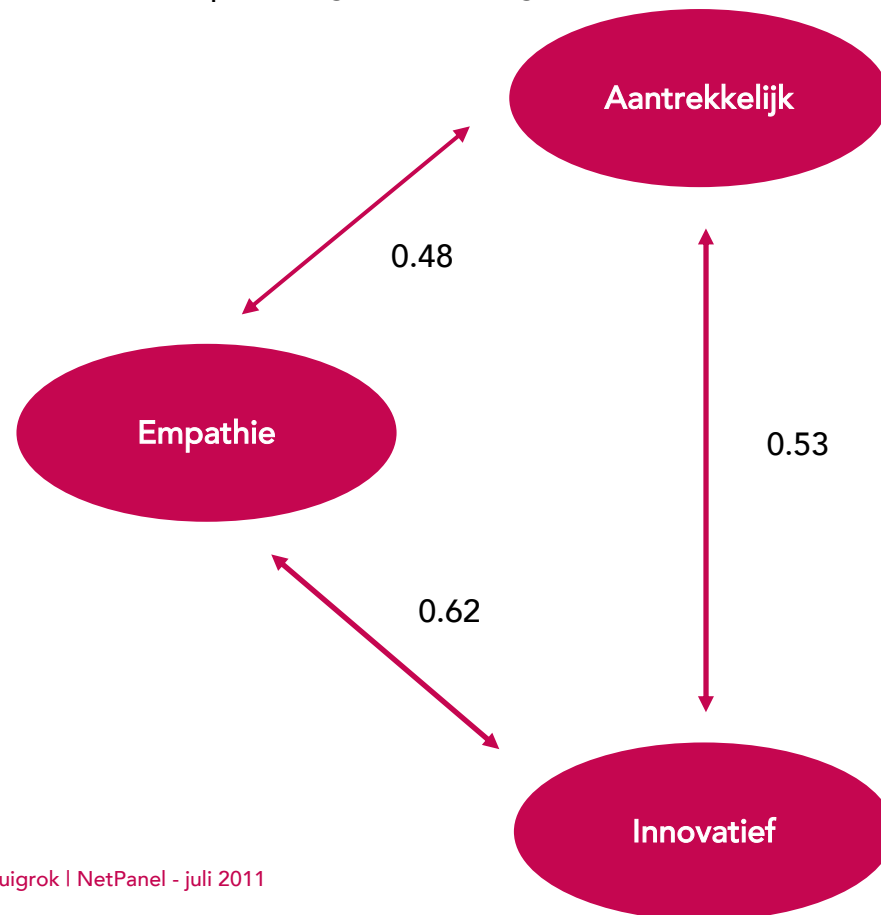 Aantrekkelijk
0.48
Empathie
0.53
0.62
Innovatief
uigrok | NetPanel - juli 2011